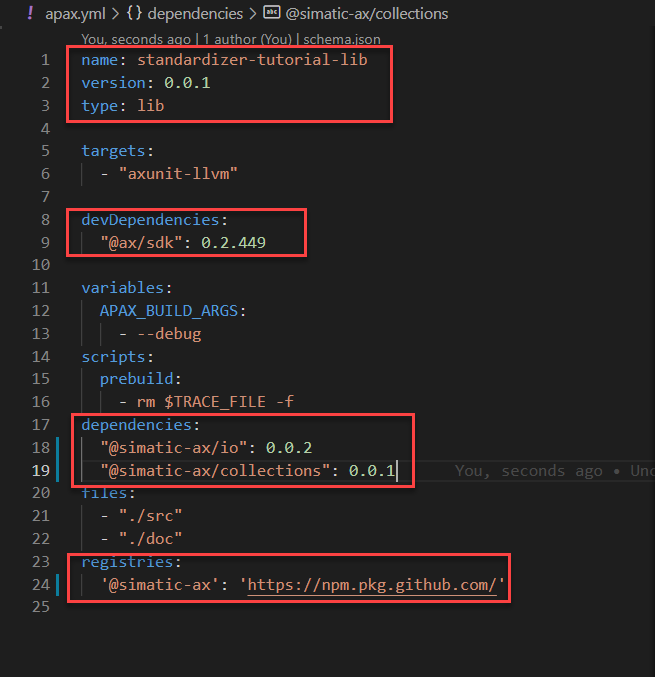 ! apax.yml > {} dependencies > abc @simatic-ax/collections
You, seconds ago | 1 author (You) | schema.json
1 name: standardizer-tutorial-lib
2 version: 0.0.1
3 type: lib
4
5 targets:
6 - "axunit-llvm"
7
8 devDependencies:
9 "@ax/sdk": 0.2.449
10
11 variables:
12 APAX_BUILD_ARGS:
13 - --debug
14 scripts:
15 prebuild:
16 - rm $TRACE_FILE -f
17 dependencies:
18 "@simatic-ax/io": 0.0.2
19 "@simatic-ax/collections": 0.0.1 You, seconds ago • Unc
20 files:
21 - "./src"
22 - "./doc"
23 registries:
24 '@simatic-ax': 'https://npm.pkg.github.com/'
25